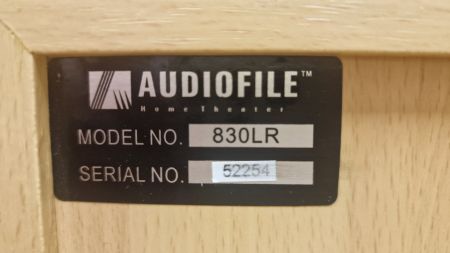 AUDIOFILE™
Home Theater
MODEL NO. 830LR
SERIAL NO. 52254